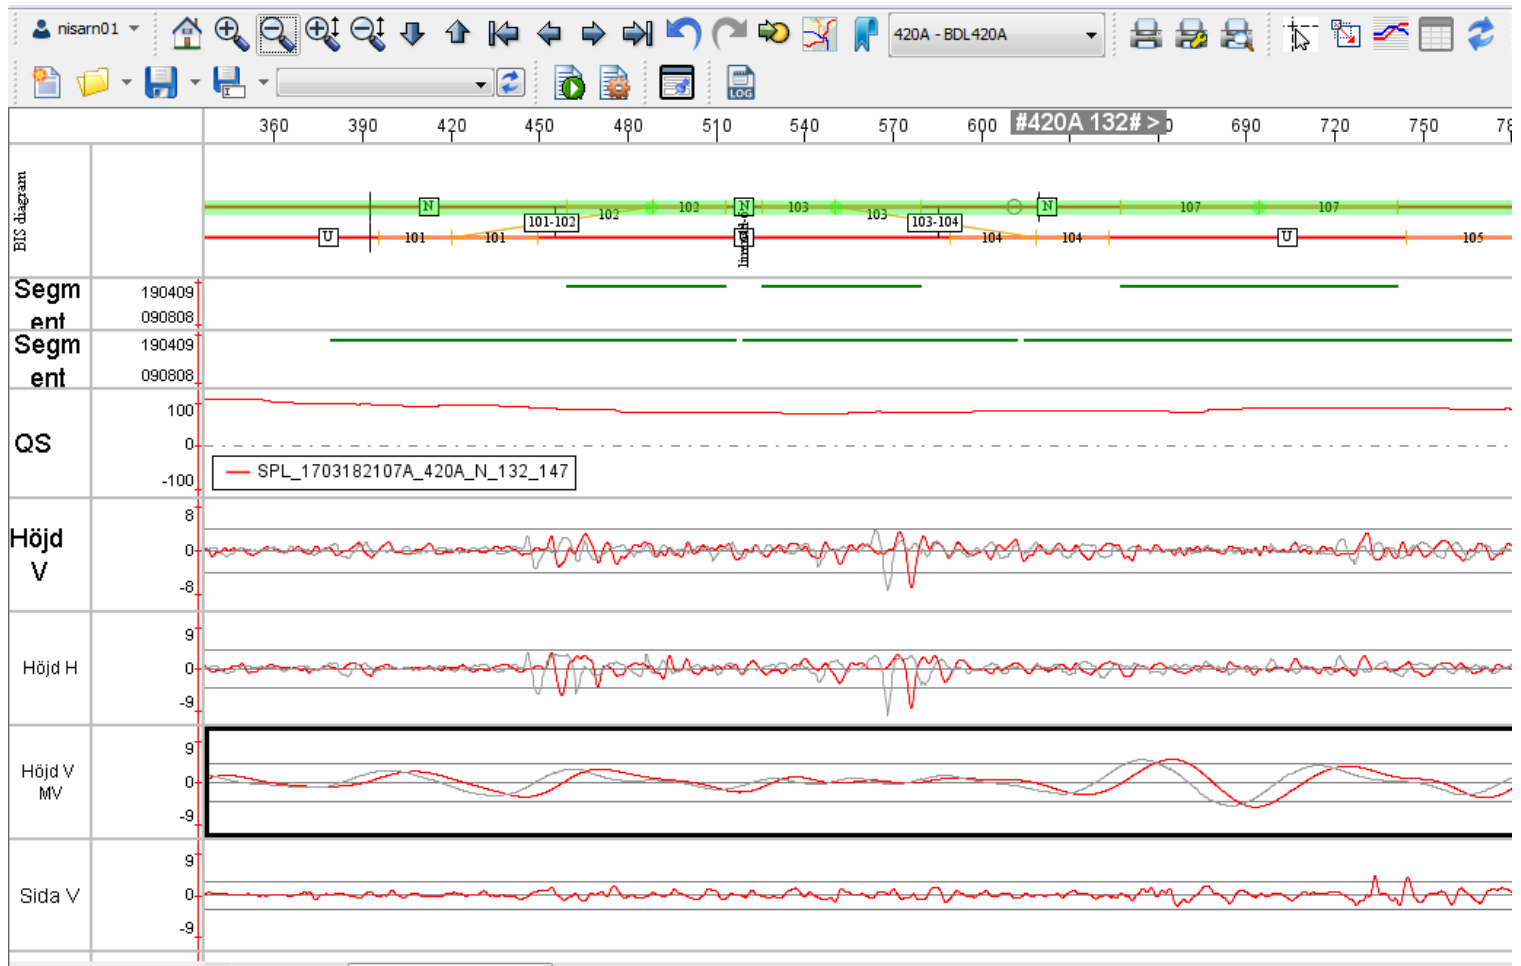 nisarn01
420A - BDL420A
LOG
360 390 420 450 480 510 540 570 600 #420A 132# > 0 690 720 750 78
BIS diagram
N 102 102 N 103 103 N 107 107
101-102 103-104
U 101 101 U 104 104 U 105
Segm
ent
190409
090808
Segm
ent
190409
090808
QS
100
0
-100
SPL_1703182107A_420A_N_132_147
Höjd
V
8
0
-8
Höjd H
9
0
-9
Höjd V
MV
9
0
-9
Sida V
9
0
-9